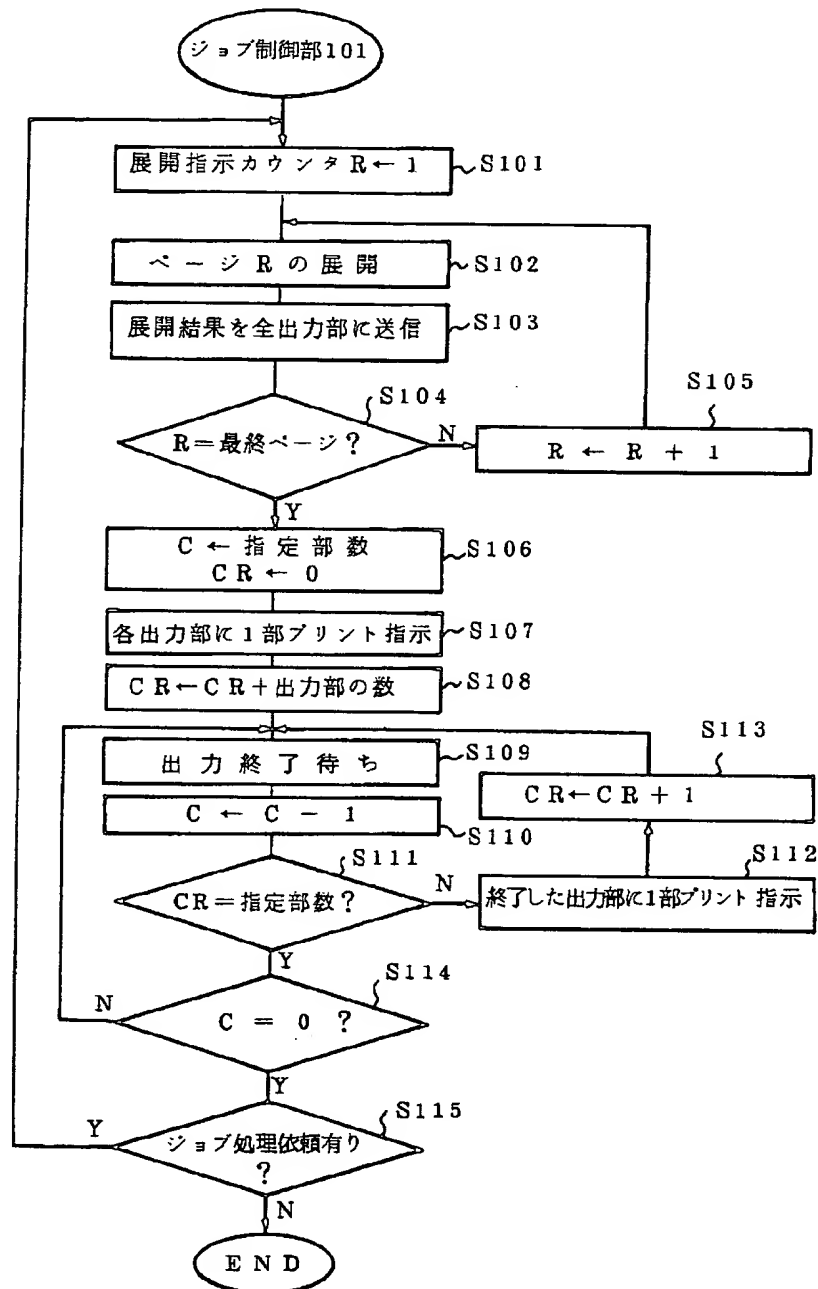 ジョブ制御部101
展開指示カウンタR←1
S101
ページRの展開
S102
展開結果を全出力部に送信
S103
S104
R=最終ページ?
N
S105
R ← R + 1
Y
C ← 指定部数
CR ← 0
S106
各出力部に1部プリント指示
S107
CR←CR+出力部の数
S108
出力終了待ち
S109
S113
CR←CR+1
C ← C - 1
S110
S111
CR=指定部数?
N
S112
終了した出力部に1部プリント指示
Y
S114
N
C = 0 ?
Y
S115
Y
ジョブ処理依頼有り
?
N
END